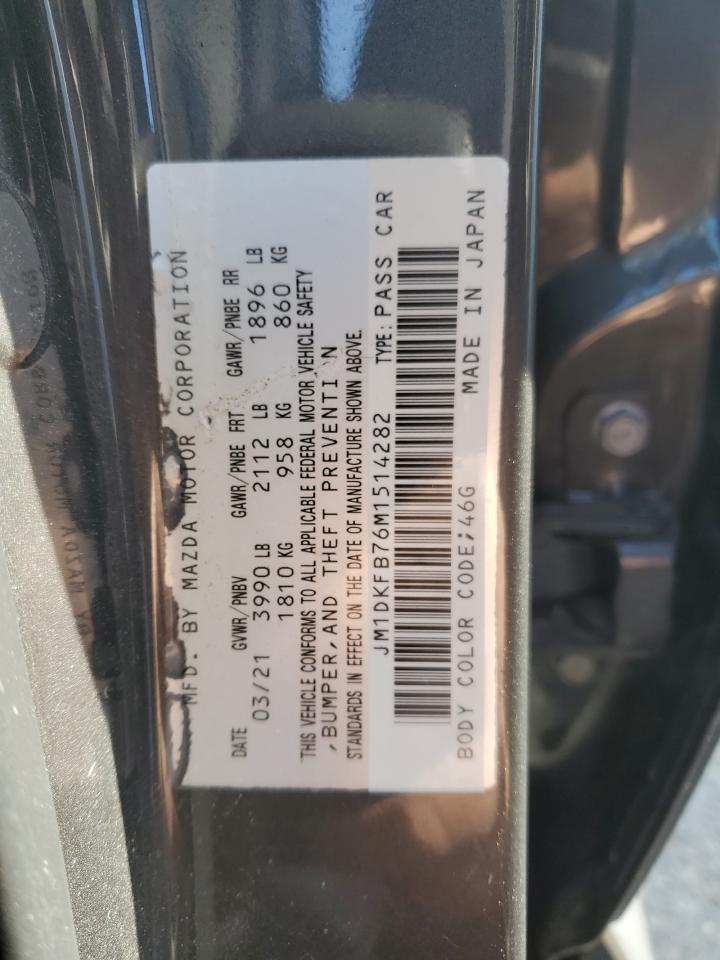 MFD. BY MAZDA MOTOR CORPORATION
DATE GVWR/PNBV GAWR/PNBE FRT GAWR/PNBE RR
03/21 3990 LB 2112 LB 1896 LB
1810 KG 958 KG 860 KG
THIS VEHICLE CONFORMS TO ALL APPLICABLE FEDERAL MOTOR VEHICLE SAFETY
,BUMPER,AND THEFT PREVENTI N
STANDARDS IN EFFECT ON THE DATE OF MANUFACTURE SHOWN ABOVE.
JM1DKFB76M1514282 TYPE:PASS CAR
BODY COLOR CODE;46G MADE IN JAPAN